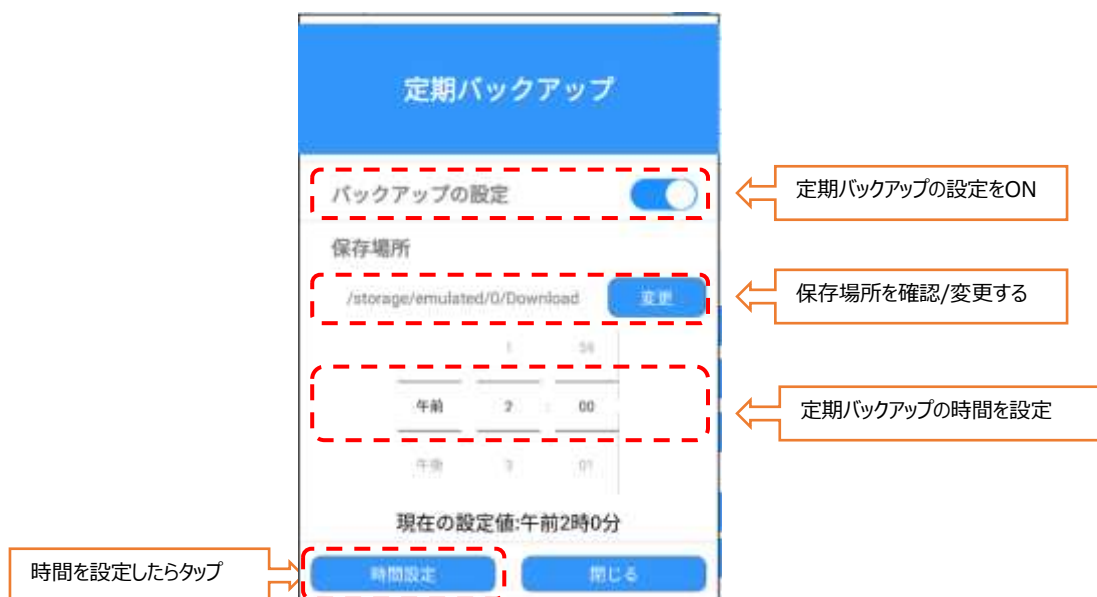 定期バックアップ
バックアップの設定
定期バックアップの設定をON
保存場所
/storage/emulated/0/Download
変更
保存場所を確認/変更する
1
午前 2 : 00
定期バックアップの時間を設定
午後 3 01
現在の設定値:午前2時0分
時間を設定したらタップ
時間設定
閉じる